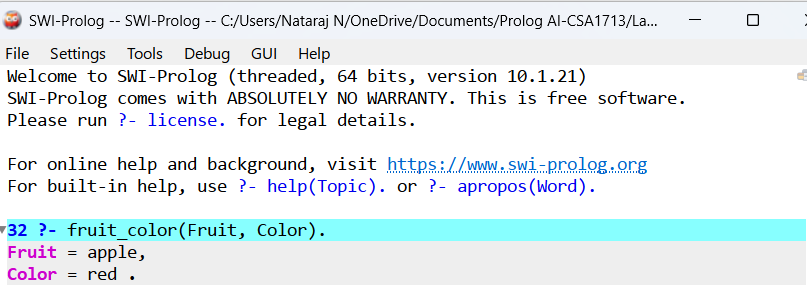 SWI-Prolog -- SWI-Prolog -- C:/Users/Nataraj N/OneDrive/Documents/Prolog AI-CSA1713/La...
File Settings Tools Debug GUI Help
Welcome to SWI-Prolog (threaded, 64 bits, version 10.1.21)
SWI-Prolog comes with ABSOLUTELY NO WARRANTY. This is free software.
Please run ?- license. for legal details.
For online help and background, visit https://www.swi-prolog.org
For built-in help, use ?- help(Topic). or ?- apropos(Word).
32 ?- fruit_color(Fruit, Color).
Fruit = apple,
Color = red .